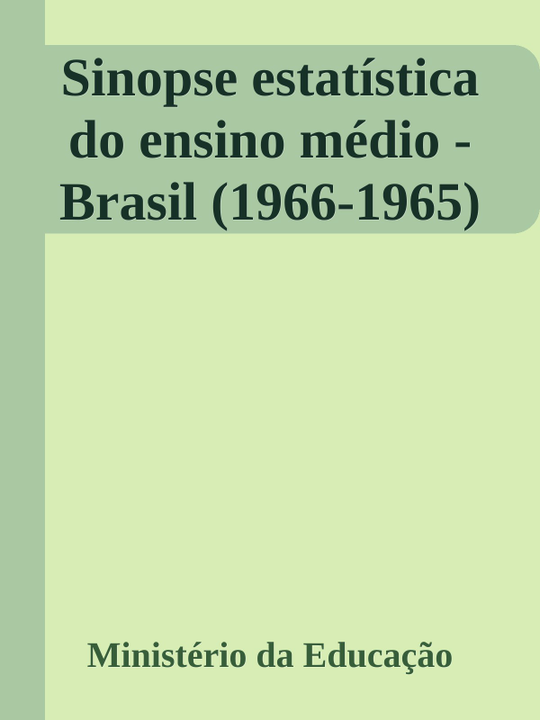 Sinopse estatística
do ensino médio -
Brasil (1966-1965)
Ministério da Educação